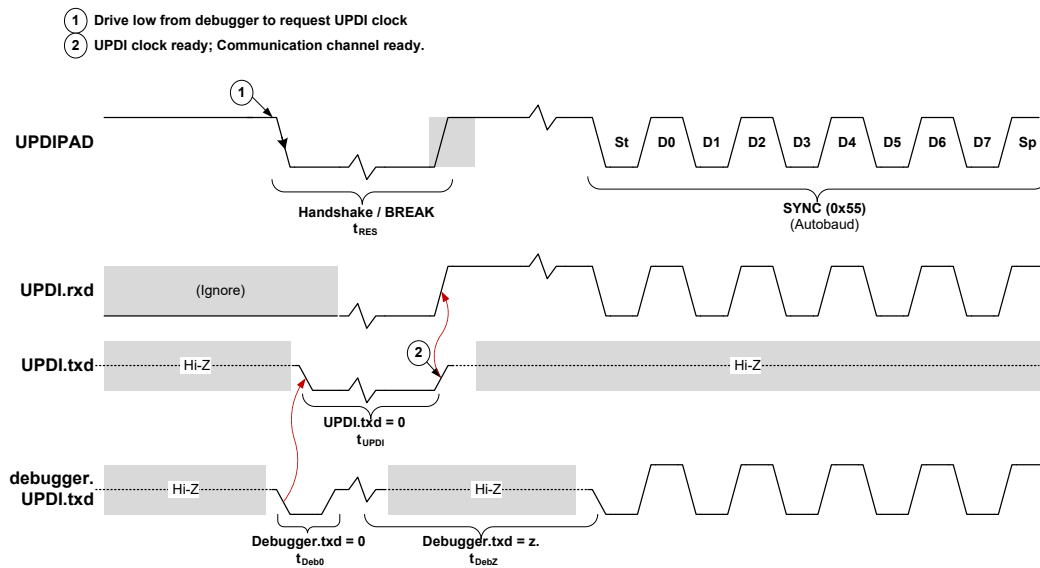 1 Drive low from debugger to request UPDI clock
2 UPDI clock ready; Communication channel ready.
1
UPDIPAD
St D0 D1 D2 D3 D4 D5 D6 D7 Sp
Handshake / BREAK
tRES
SYNC (0x55)
(Autobaud)
UPDI.rxd
(Ignore)
UPDI.txd
Hi-Z
2
Hi-Z
UPDI.txd = 0
tUPDI
debugger.
UPDI.txd
Hi-Z
Hi-Z
Debugger.txd = 0
tDeb0
Debugger.txd = z.
tDebZ